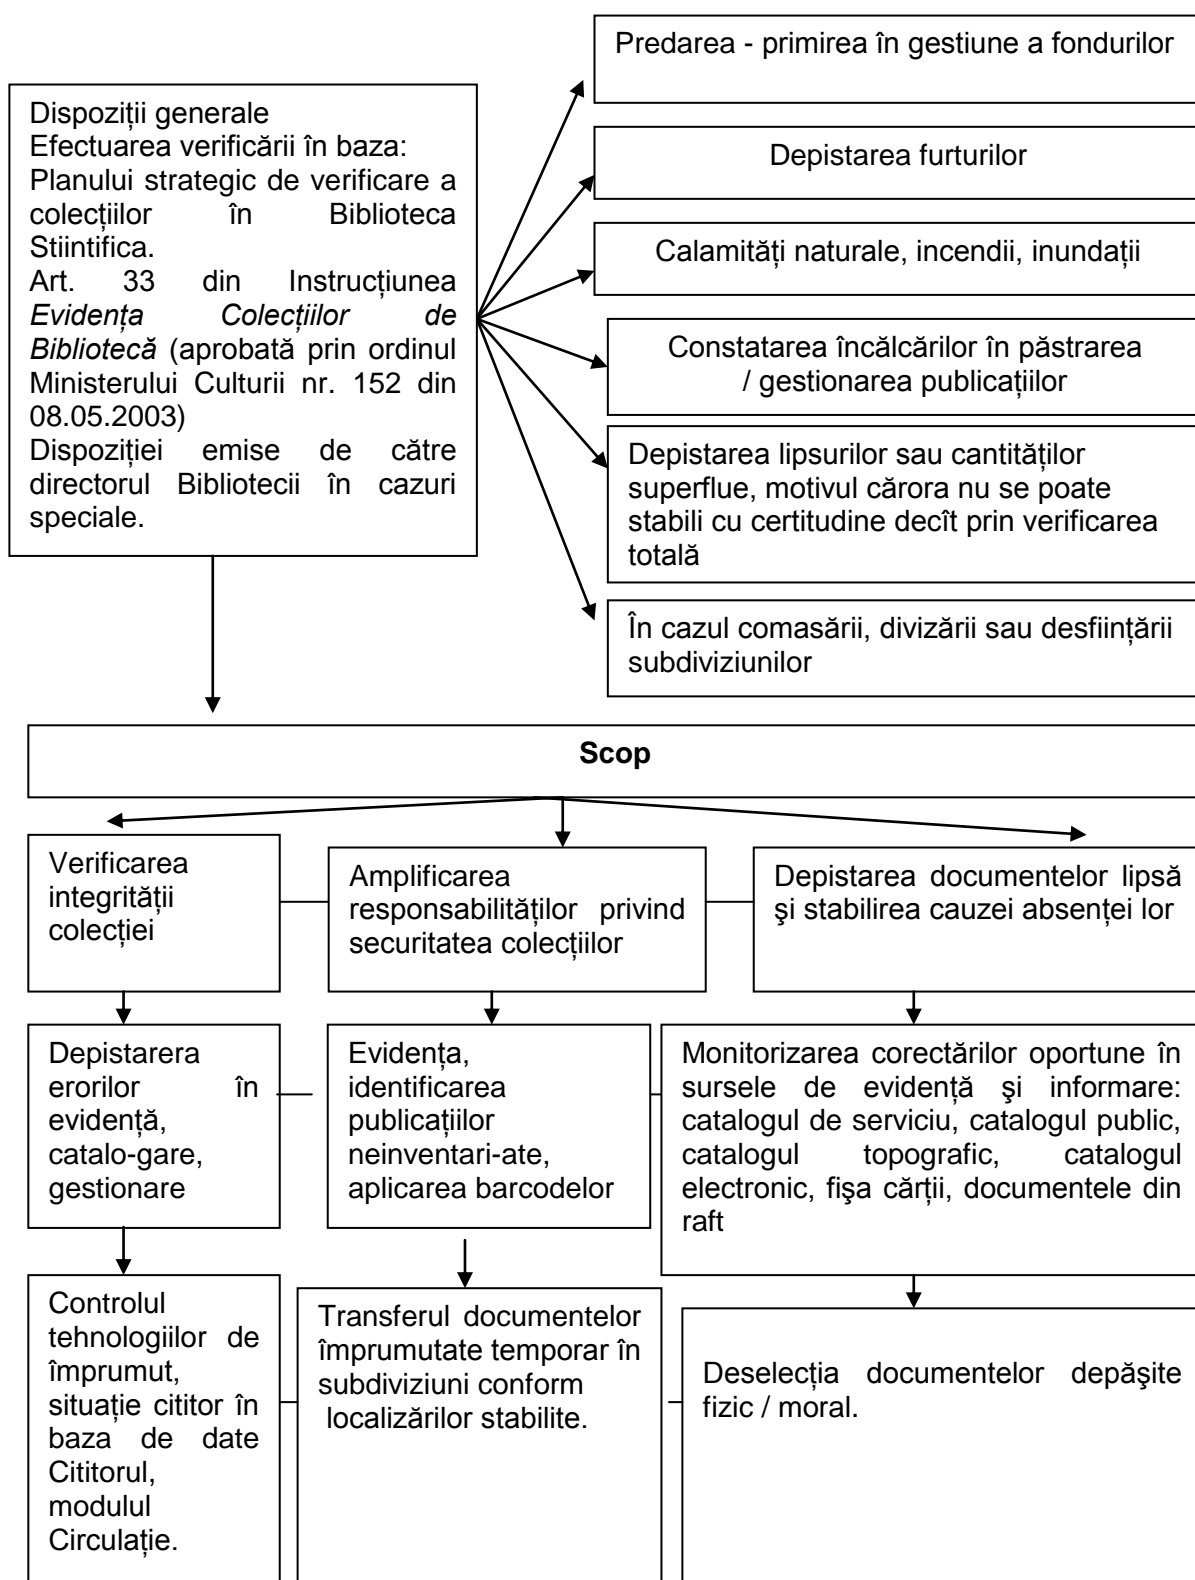 Predarea - primirea în gestiune a fondurilor
Dispoziții generale
Efectuarea verificării în baza:
Planului strategic de verificare a
colecțiilor în Biblioteca
Stiintifica.
Art. 33 din Instrucțiunea
Evidența Colecțiilor de
Bibliotecă (aprobată prin ordinul
Ministerului Culturii nr. 152 din
08.05.2003)
Dispoziției emise de către
directorul Bibliotecii în cazuri
speciale.
Depistarea furturilor
Calamități naturale, incendii, inundații
Constatarea încălcărilor în păstrarea
/ gestionarea publicațiilor
Depistarea lipsurilor sau cantităților
superflue, motivul cărora nu se poate
stabili cu certitudine decît prin verificarea
totală
În cazul comasării, divizării sau desființării
subdiviziunilor
Scop
Verificarea
integrității
colecției
Amplificarea
responsabilităților privind
securitatea colecțiilor
Depistarea documentelor lipsă
şi stabilirea cauzei absenței lor
Depistarera
erorilor în
evidență,
catalo-gare,
gestionare
Evidența,
identificarea
publicațiilor
neinventari-ate,
aplicarea barcodelor
Monitorizarea corectărilor oportune în
sursele de evidență şi informare:
catalogul de serviciu, catalogul public,
catalogul topografic, catalogul
electronic, fişa cărții, documentele din
raft
Controlul
tehnologiilor de
împrumut,
situație cititor în
baza de date
Cititorul,
modulul
Circulație.
Transferul documentelor
împrumutate temporar în
subdiviziuni conform
localizărilor stabilite.
Deselecția documentelor depăşite
fizic / moral.